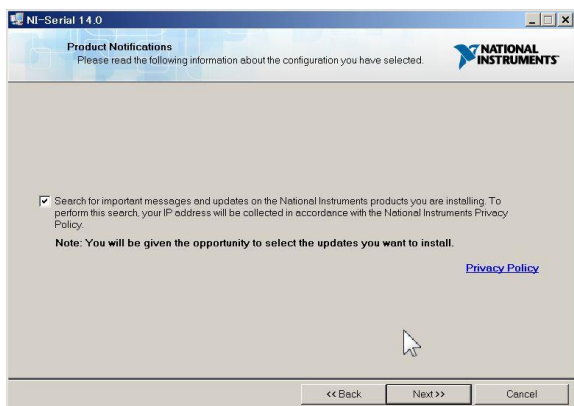 NI-Serial 14.0
Product Notifications
Please read the following information about the configuration you have selected.
NATIONAL
INSTRUMENTS™
Search for important messages and updates on the National Instruments products you are installing. To
perform this search, your IP address will be collected in accordance with the National Instruments Privacy
Policy.
Note: You will be given the opportunity to select the updates you want to install.
Privacy Policy
<< Back
Next >>
Cancel